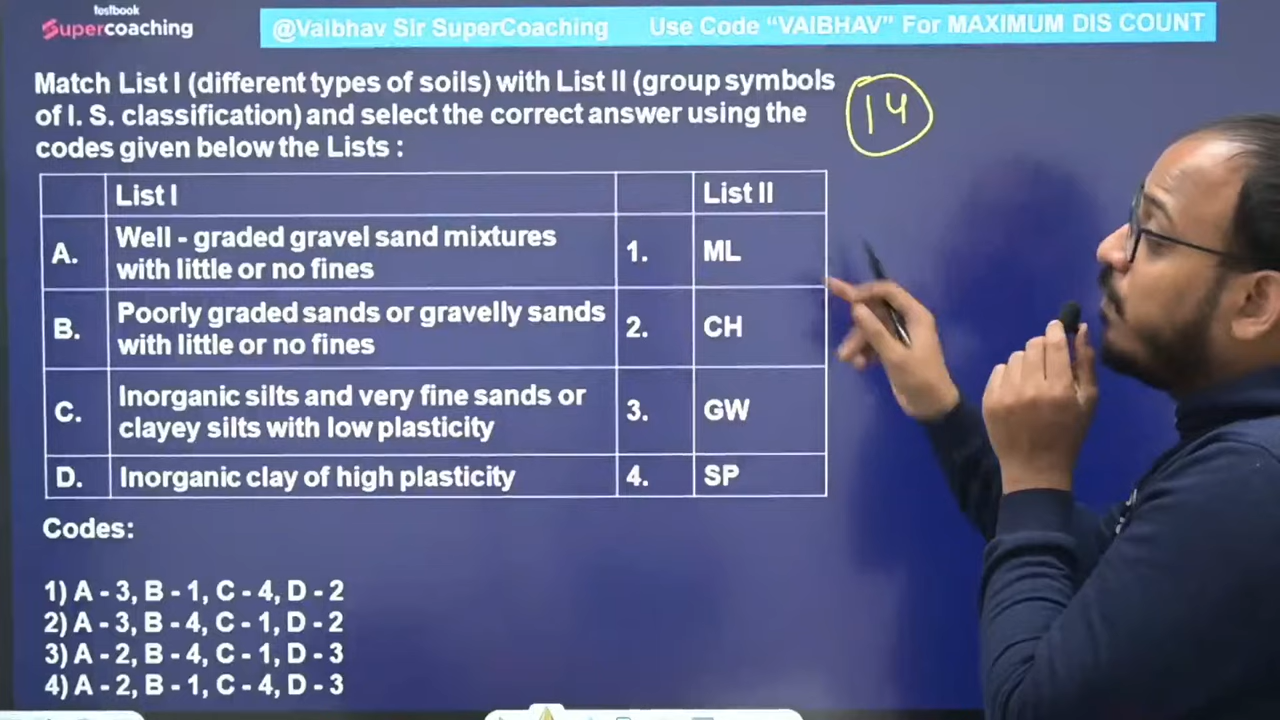 testbook
Supercoaching
@Vaibhav Sir SuperCoaching Use Code “VAIBHAV” For MAXIMUM DIS COUNT
Match List I (different types of soils) with List II (group symbols
of I. S. classification) and select the correct answer using the
codes given below the Lists :
14
List I List II
A. Well - graded gravel sand mixtures with little or no fines 1. ML
B. Poorly graded sands or gravelly sands with little or no fines 2. CH
C. Inorganic silts and very fine sands or clayey silts with low plasticity 3. GW
D. Inorganic clay of high plasticity 4. SP
Codes:
1) A - 3, B - 1, C - 4, D - 2
2) A - 3, B - 4, C - 1, D - 2
3) A - 2, B - 4, C - 1, D - 3
4) A - 2, B - 1, C - 4, D - 3